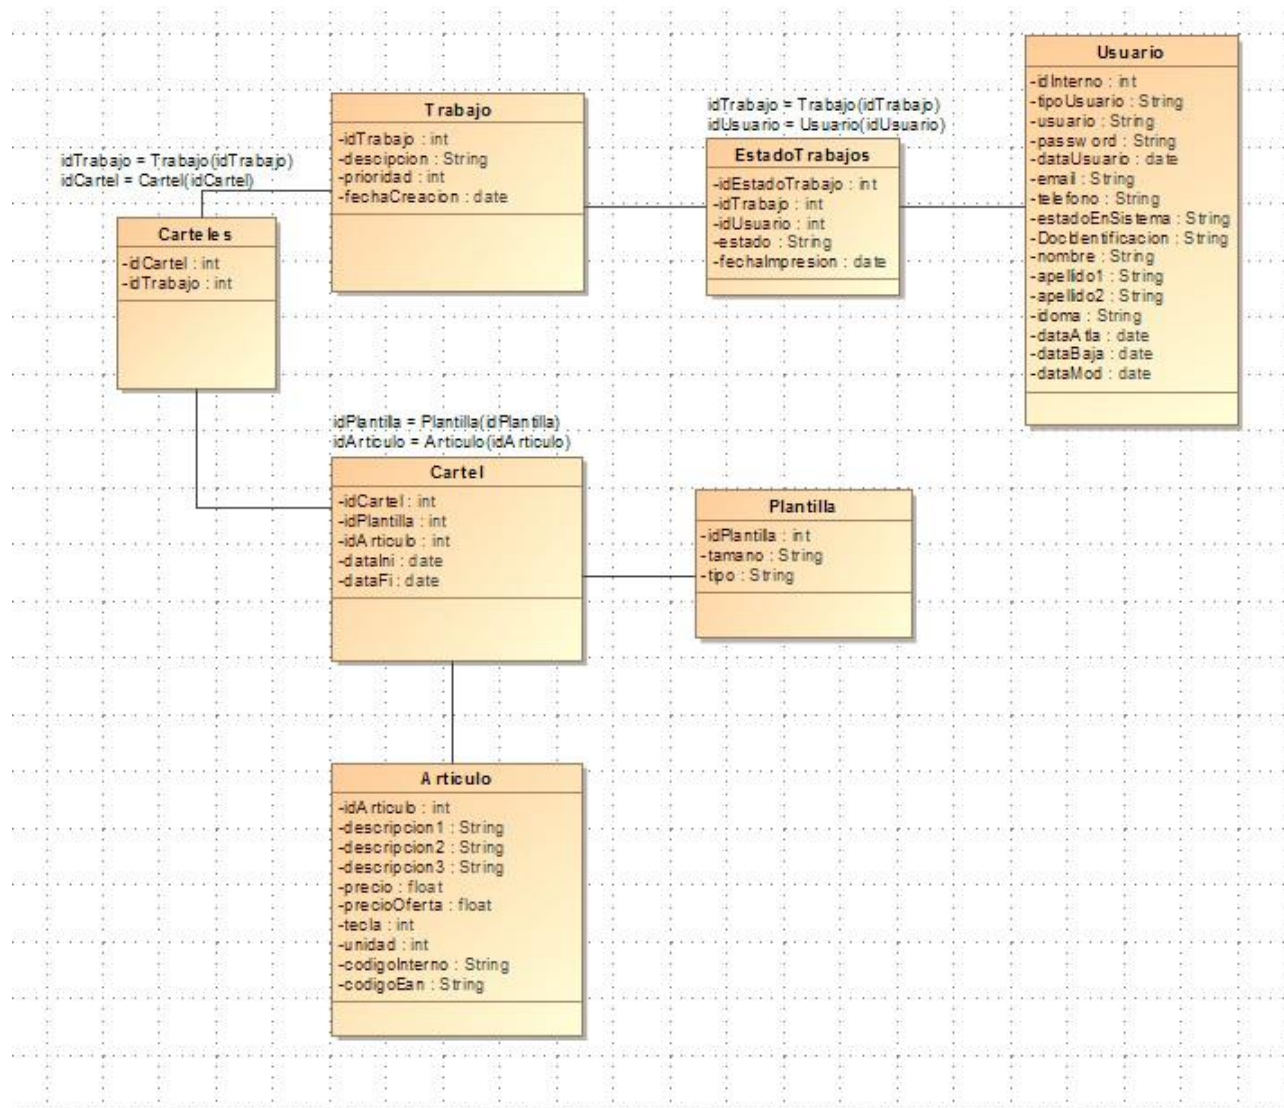 Usuario
-idInterno : int
-tipoUsuario : String
-usuario : String
-password : String
-dataUsuario : date
-email : String
-telefono : String
-estadoEnSistema : String
-DocIdentificacion : String
-nombre : String
-apellido1 : String
-apellido2 : String
-idioma : String
-dataAtla : date
-dataBaja : date
-dataMod : date
Trabajo
-idTrabajo : int
-descipcion : String
-prioridad : int
-fechaCreacion : date
idTrabajo = Trabajo(idTrabajo)
idUsuario = Usuario(idUsuario)
EstadoTrabajos
-idEstadoTrabajo : int
-idTrabajo : int
-idUsuario : int
-estado : String
-fechaImpresion : date
idTrabajo = Trabajo(idTrabajo)
idCartel = Cartel(idCartel)
Carteles
-idCartel : int
-idTrabajo : int
idPlantilla = Plantilla(idPlantilla)
idArticulo = Articulo(idArticulo)
Cartel
-idCartel : int
-idPlantilla : int
-idArticulo : int
-dataIni : date
-dataFi : date
Plantilla
-idPlantilla : int
-tamano : String
-tipo : String
Articulo
-idArticulo : int
-descripcion1 : String
-descripcion2 : String
-descripcion3 : String
-precio : float
-precioOferta : float
-tecla : int
-unidad : int
-codigoInterno : String
-codigoEan : String